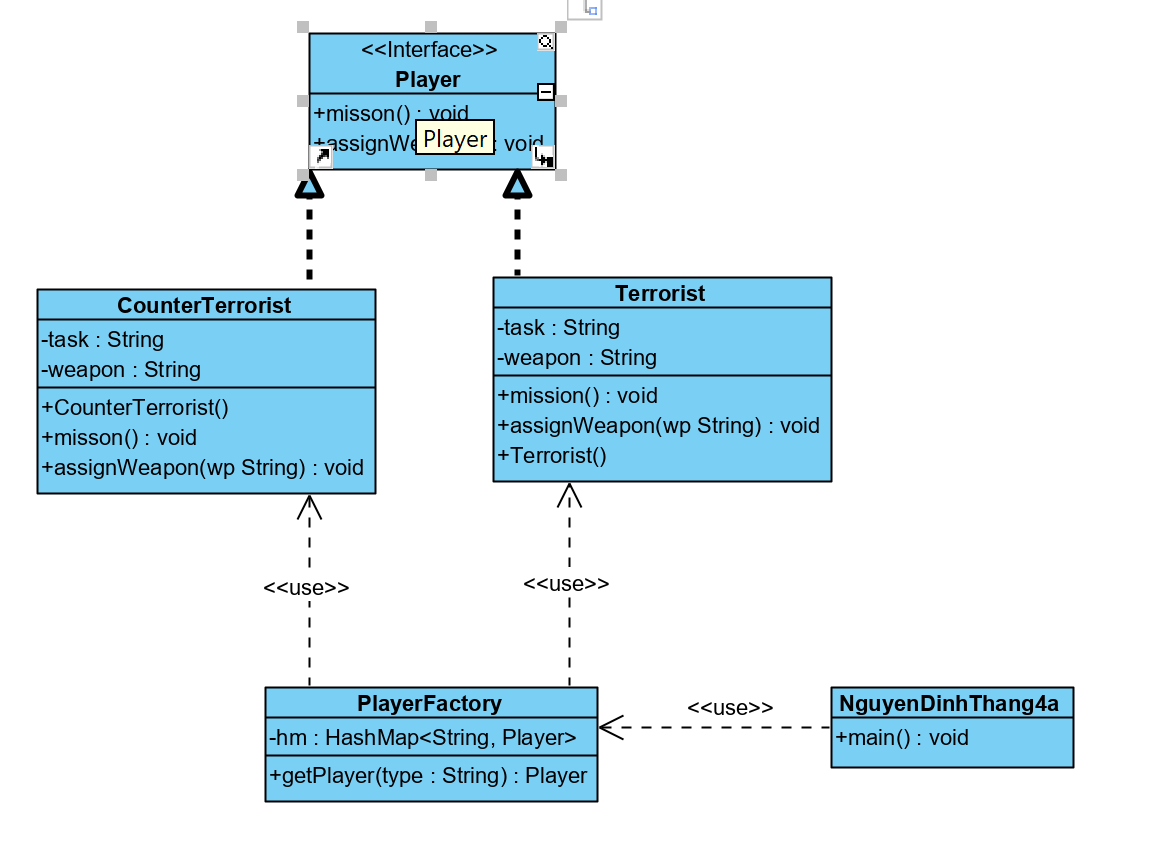 <<Interface>>
Player
+misson() : void
+assignWe
Player
: void
CounterTerrorist
-task : String
-weapon : String
+CounterTerrorist()
+misson() : void
+assignWeapon(wp String) : void
Terrorist
-task : String
-weapon : String
+mission() : void
+assignWeapon(wp String) : void
+Terrorist()
<<use>>
<<use>>
PlayerFactory
-hm : HashMap<String, Player>
+getPlayer(type : String) : Player
<<use>>
NguyenDinhThang4a
+main() : void